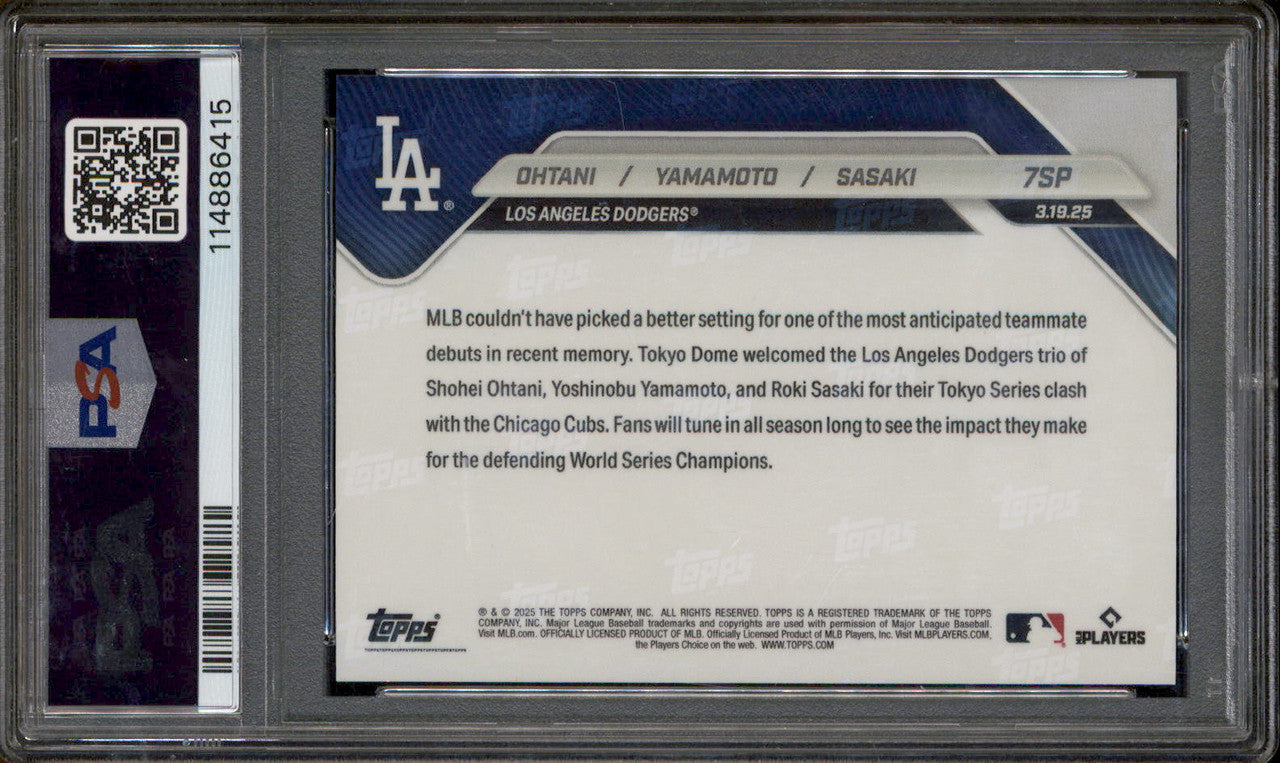 114886415
PSA
LA®
OHTANI / YAMAMOTO / SASAKI 7SP
LOS ANGELES DODGERS® 3.19.25
MLB couldn't have picked a better setting for one of the most anticipated teammate
debuts in recent memory. Tokyo Dome welcomed the Los Angeles Dodgers trio of
Shohei Ohtani, Yoshinobu Yamamoto, and Roki Sasaki for their Tokyo Series clash
with the Chicago Cubs. Fans will tune in all season long to see the impact they make
for the defending World Series Champions.
Topps®
® & © 2025 THE TOPPS COMPANY, INC. ALL RIGHTS RESERVED. TOPPS IS A REGISTERED TRADEMARK OF THE TOPPS
COMPANY, INC. Major League Baseball trademarks and copyrights are used with permission of Major League Baseball.
Visit MLB.com. OFFICIALLY LICENSED PRODUCT OF MLB. Officially Licensed Product of MLB Players, Inc. Visit MLBPLAYERS.COM,
the Players Choice on the web. WWW.TOPPS.COM
PLAYERS